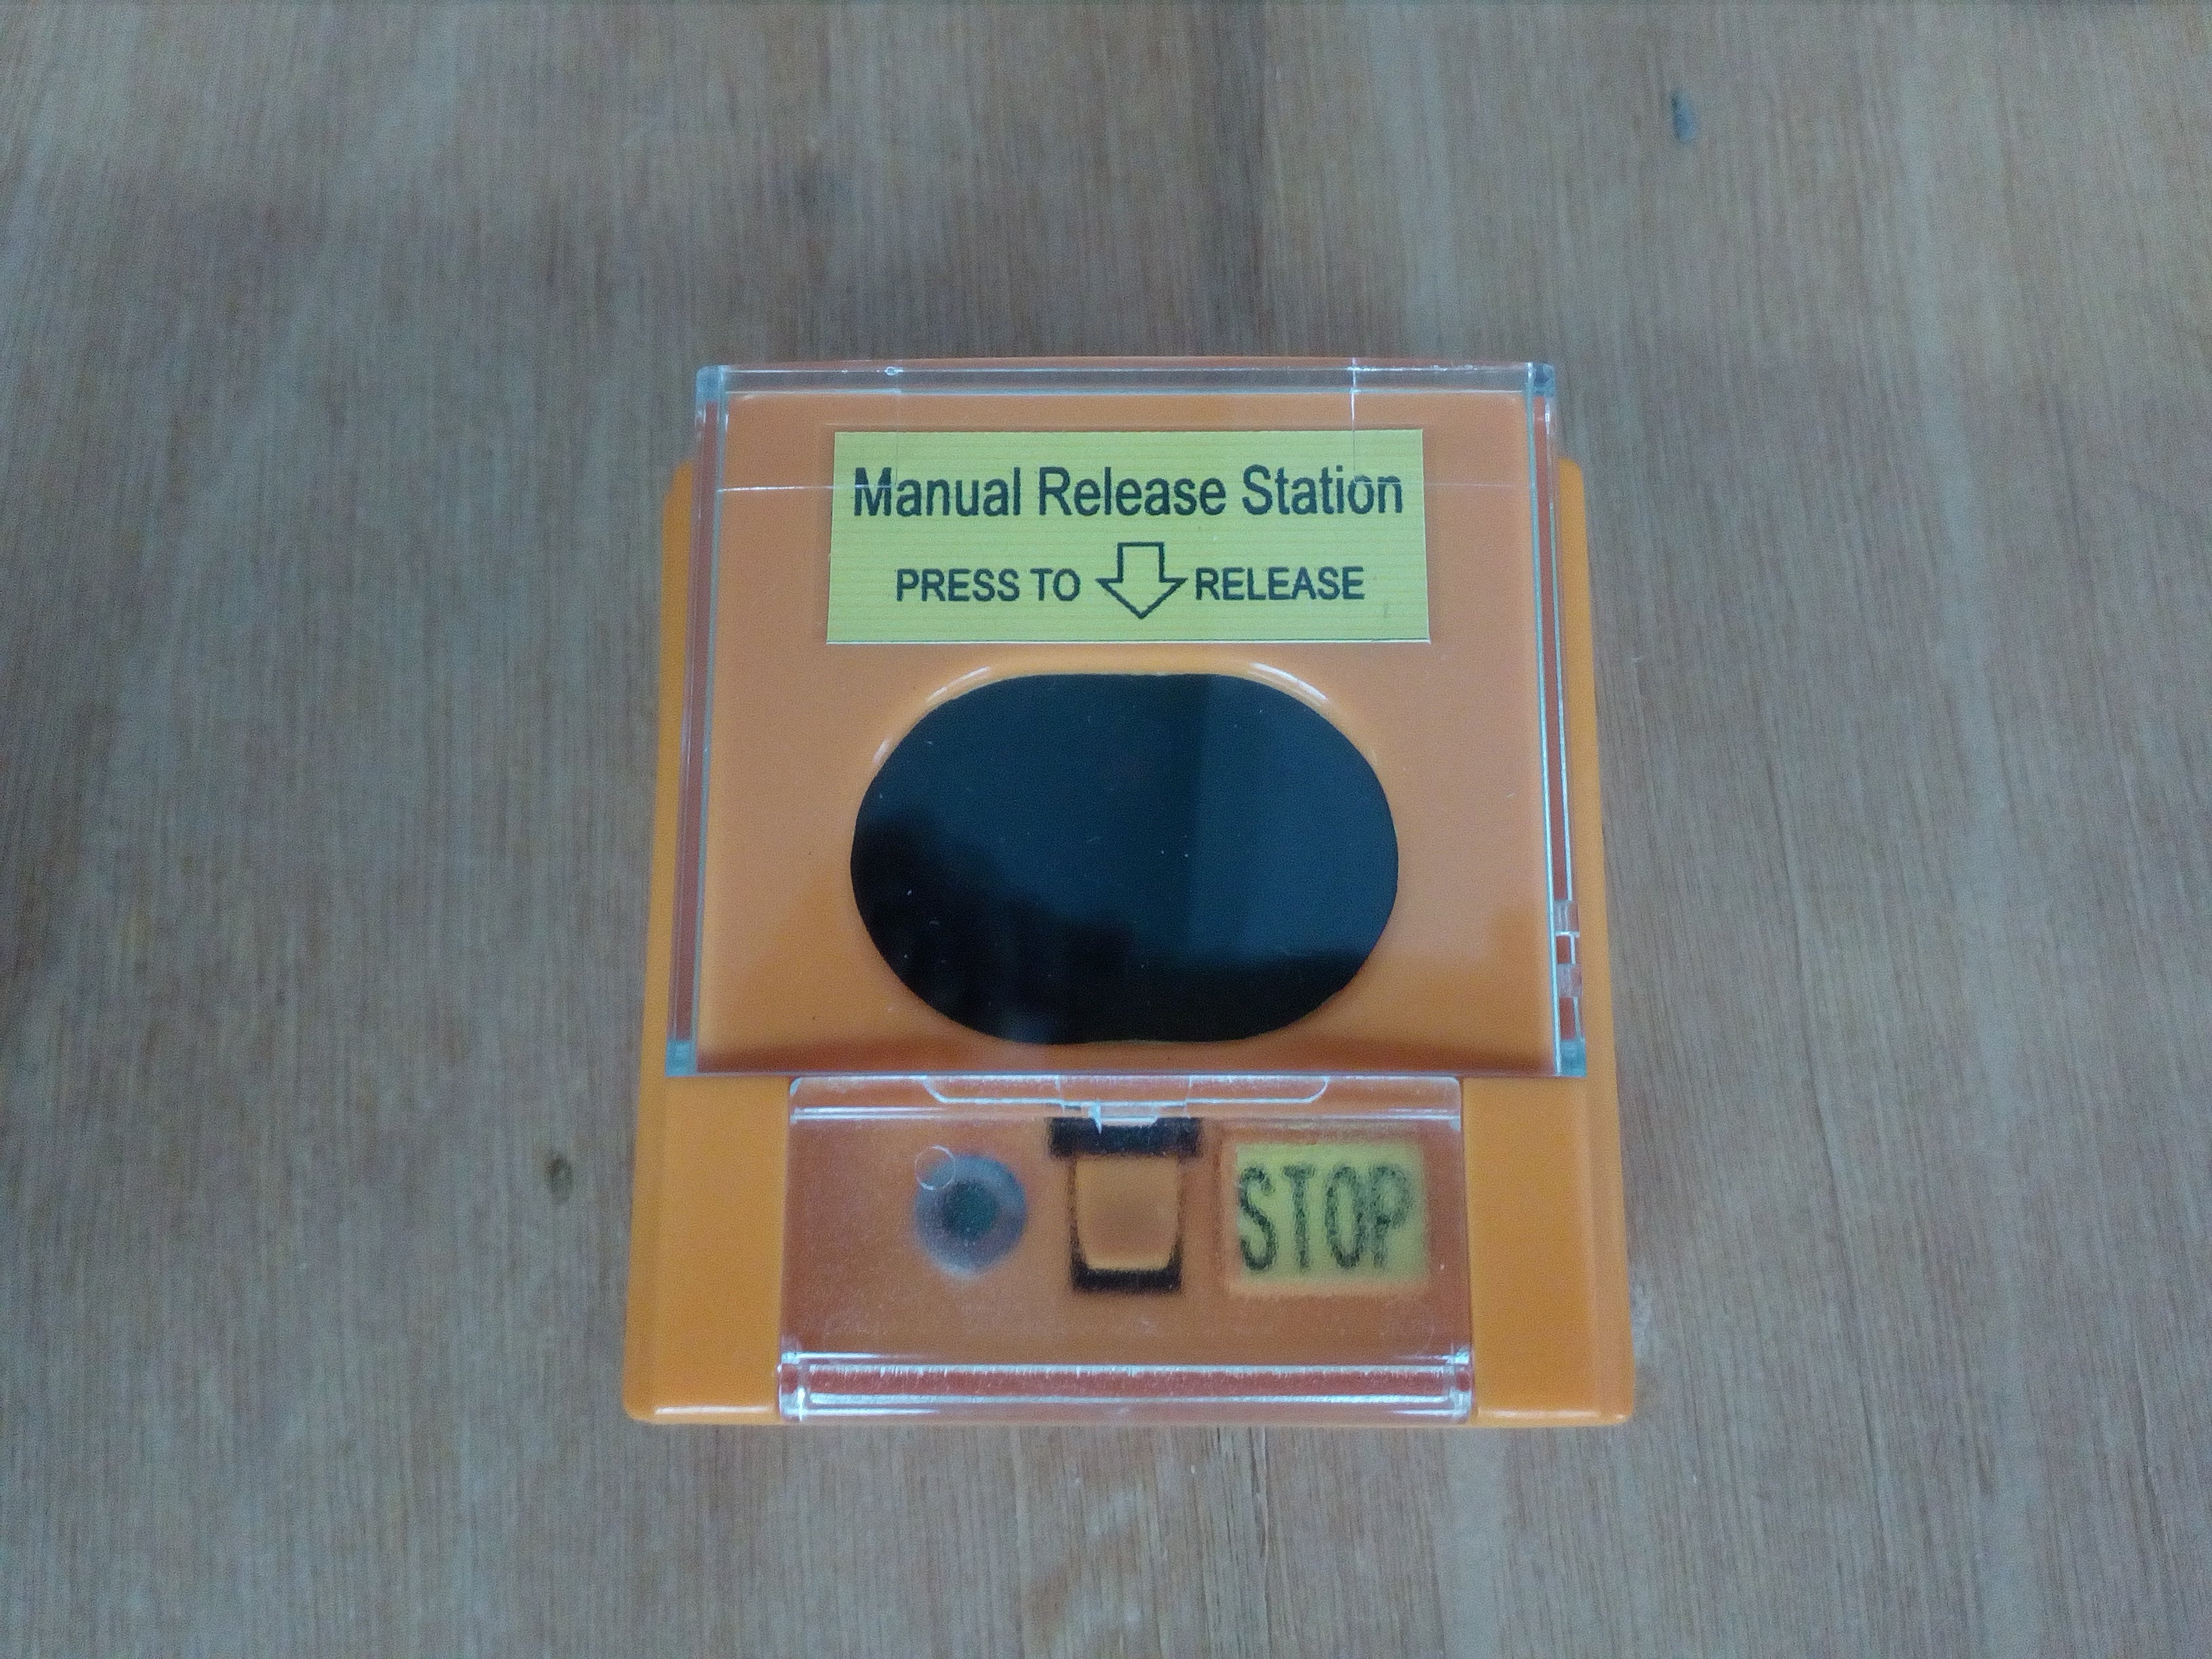 Manual Release Station
PRESS TO RELEASE
STOP